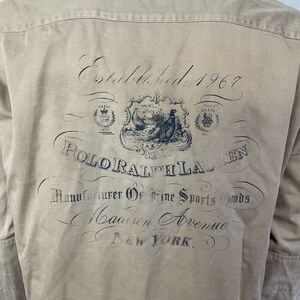 Established 1967
POLO RALPH LAUREN
Manufacturer Of Fine Sports Goods
Madison Avenue
NEW YORK.